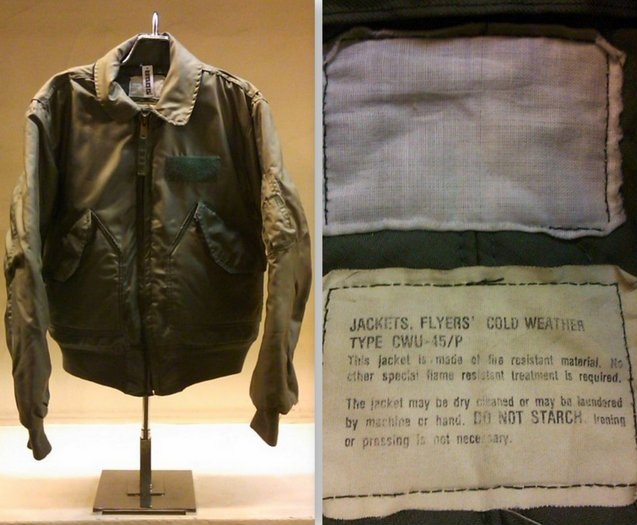 JACKETS, FLYERS' COLD WEATHER
TYPE CWU-45/P
This jacket is made of fire resistant material. No
other special flame resistant treatment is required.
The jacket may be dry cleaned or may be laundered
by machine or hand. DO NOT STARCH. Ironing
or pressing is not necessary.